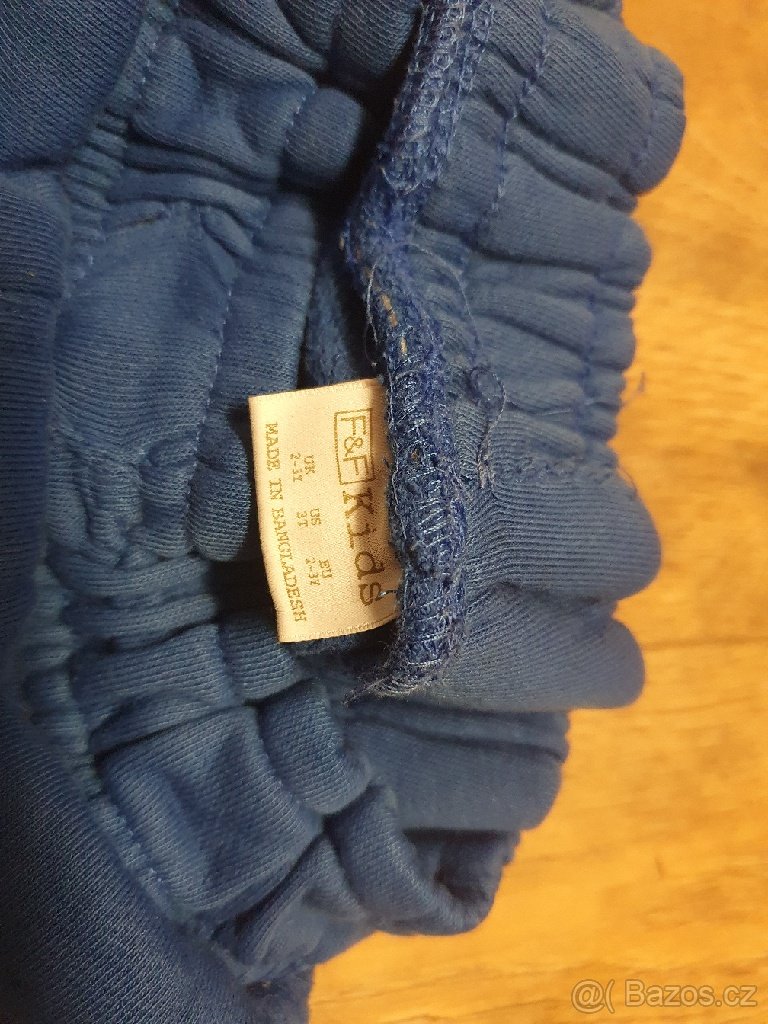 F&F Kids
UK US EU
2-3Y 3T 2-3Y
MADE IN BANGLADESH
@( Bazos.cz